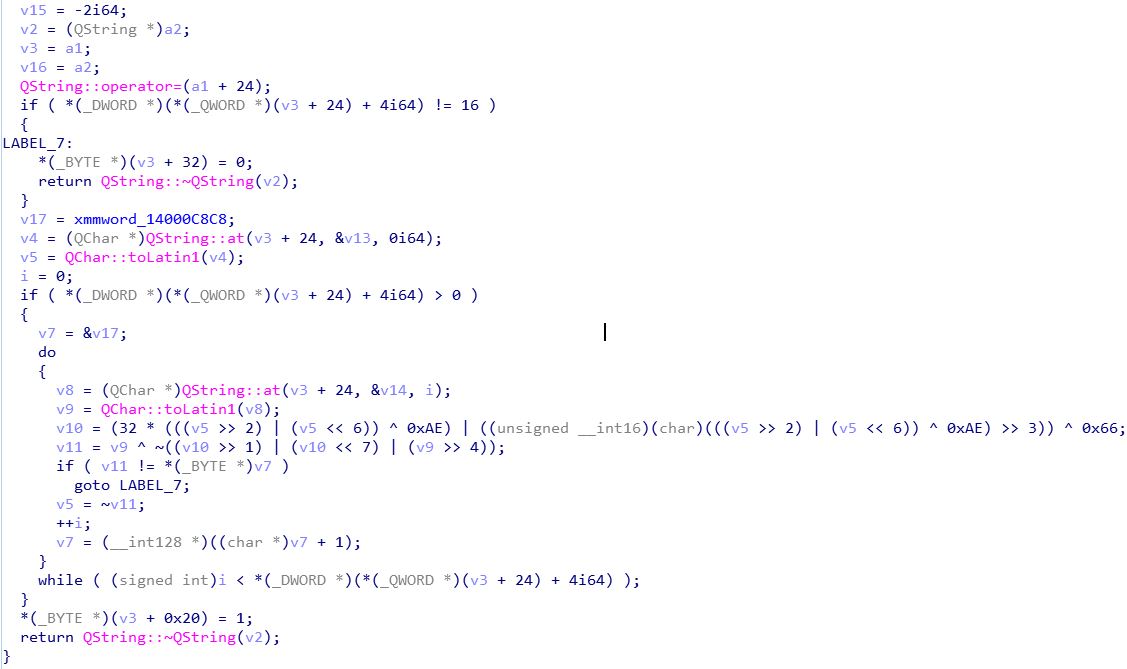 v15 = -2i64;
v2 = (QString *)a2;
v3 = a1;
v16 = a2;
QString::operator=(a1 + 24);
if ( *(_DWORD *)(*(_QWORD *)(v3 + 24) + 4i64) != 16 )
{
LABEL_7:
*(_BYTE *)(v3 + 32) = 0;
return QString::~QString(v2);
}
v17 = xmmword_14000C8C8;
v4 = (QChar *)QString::at(v3 + 24, &v13, 0i64);
v5 = QChar::toLatin1(v4);
i = 0;
if ( *(_DWORD *)(*(_QWORD *)(v3 + 24) + 4i64) > 0 )
{
v7 = &v17;
do
{
v8 = (QChar *)QString::at(v3 + 24, &v14, i);
v9 = QChar::toLatin1(v8);
v10 = (32 * (((v5 >> 2) | (v5 << 6)) ^ 0xAE) | ((unsigned __int16)(char)(((v5 >> 2) | (v5 << 6)) ^ 0xAE) >> 3)) ^ 0x66;
v11 = v9 ^ ~((v10 >> 1) | (v10 << 7) | (v9 >> 4));
if ( v11 != *(_BYTE *)v7 )
goto LABEL_7;
v5 = ~v11;
++i;
v7 = (__int128 *)((char *)v7 + 1);
}
while ( (signed int)i < *(_DWORD *)(*(_QWORD *)(v3 + 24) + 4i64) );
}
*(_BYTE *)(v3 + 0x20) = 1;
return QString::~QString(v2);
}